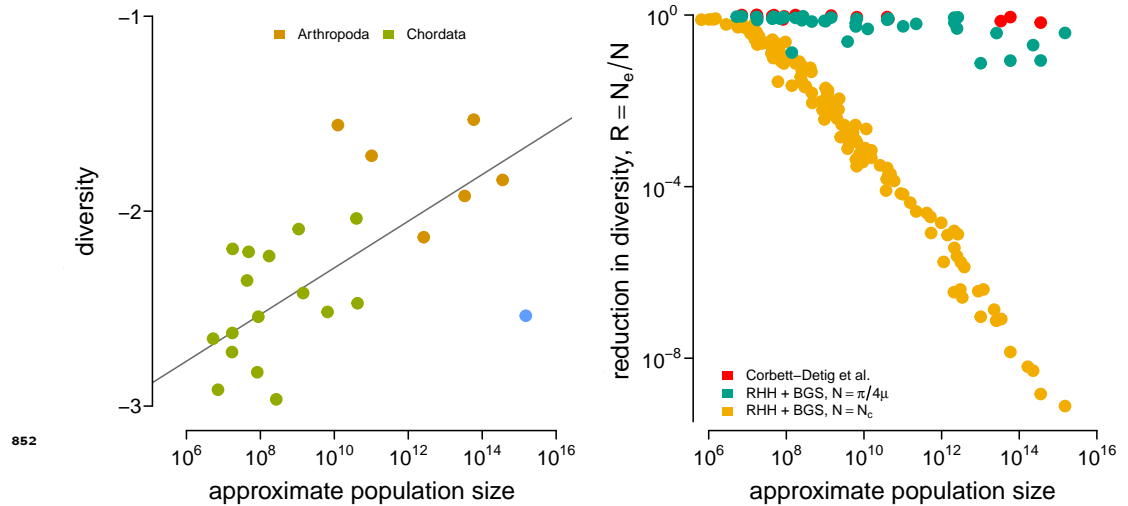 −1
Arthropoda
Chordata
diversity
−2
−3
852
10^6
10^8
10^10
10^12
10^14
10^16
approximate population size
10^0
reduction in diversity, R = N_e/N
10^−4
10^−8
Corbett−Detig et al.
RHH + BGS, N = π/4μ
RHH + BGS, N = N_c
10^6
10^8
10^10
10^12
10^14
10^16
approximate population size